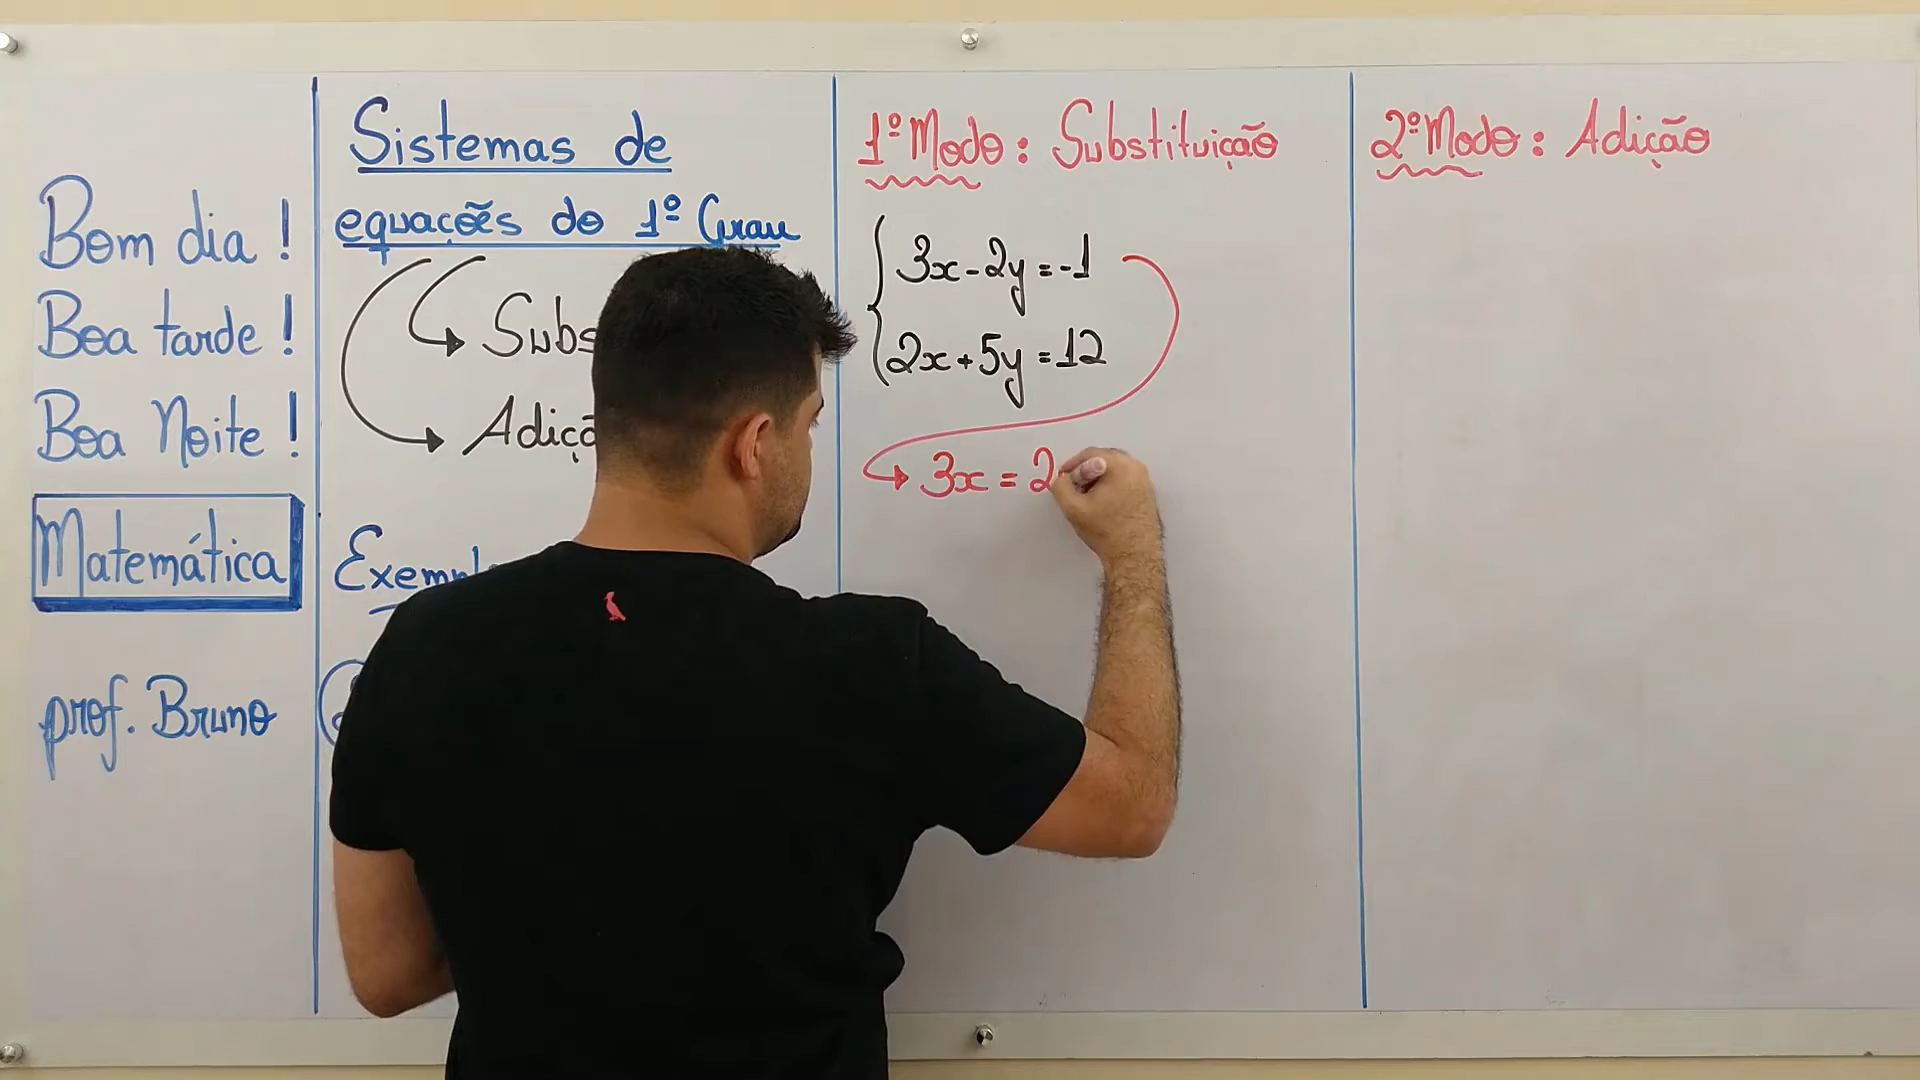 Bom dia!
Boa tarde!
Boa Noite!
Matemática
prof. Bruno
Sistemas de
equações do 1º Grau
1º Modo: Substituição
3x-2y=-1
2x+5y=12
3x = 2
2º Modo: Adição